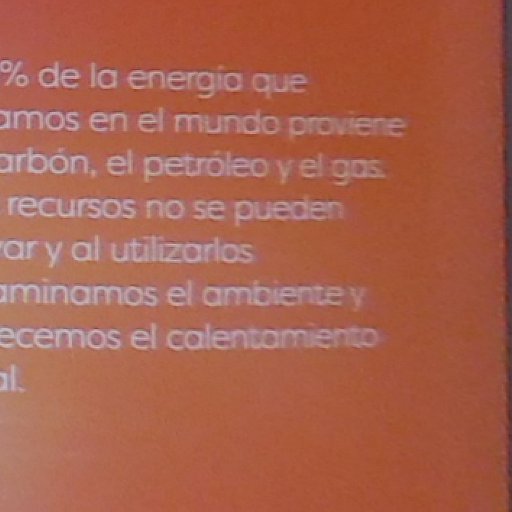 % de la energía que
amos en el mundo proviene
arbón, el petróleo y el gas.
recursos no se pueden
var y al utilizarlos
aminamos el ambiente y
ecemos el calentamiento
al.